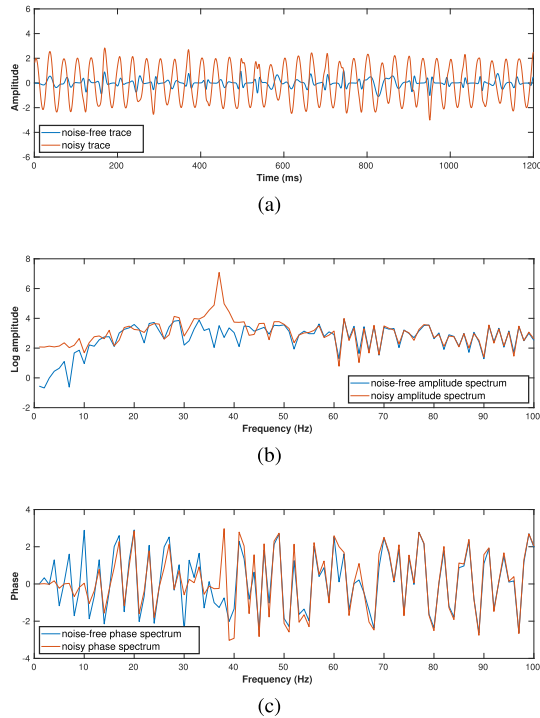 6
4
2
0
-2
-4
-6
Amplitude
noise-free trace
noisy trace
0 200 400 600 800 1000 1200
Time (ms)
(a)
8
6
4
2
0
-2
Log amplitude
noise-free amplitude spectrum
noisy amplitude spectrum
0 10 20 30 40 50 60 70 80 90 100
Frequency (Hz)
(b)
4
2
0
-2
-4
Phase
noise-free phase spectrum
noisy phase spectrum
0 10 20 30 40 50 60 70 80 90 100
Frequency (Hz)
(c)